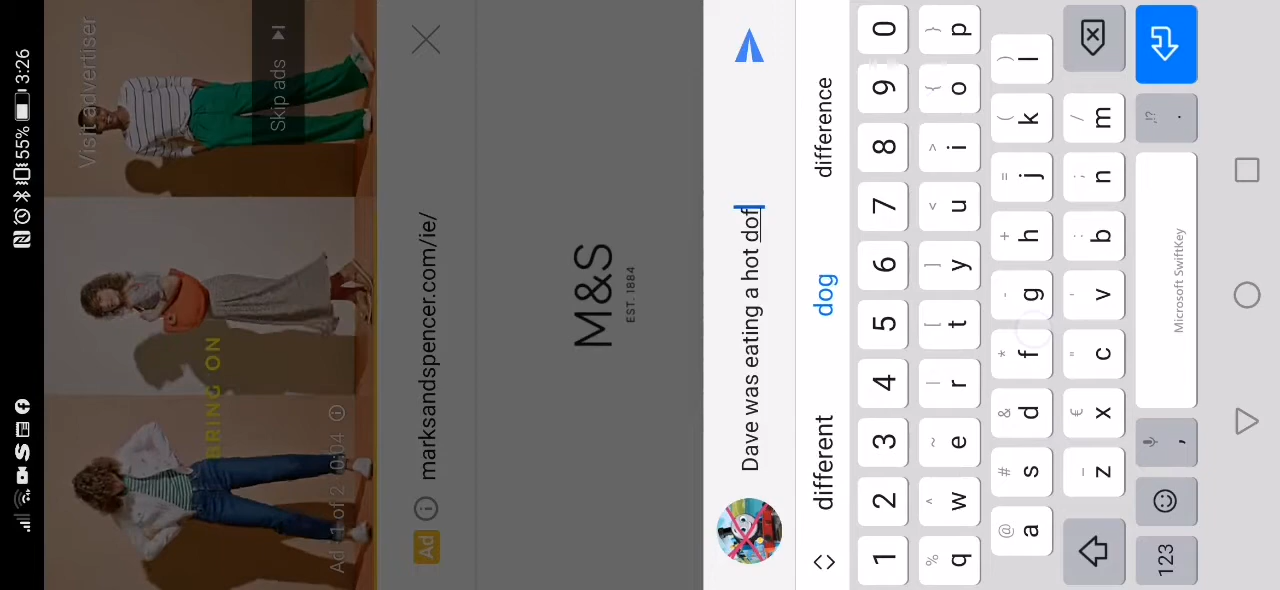 55% 3:26
Visit advertiser
Skip ads
BRING ON
Ad 1 of 2 0:04
Ad marksandspencer.com/ie/
M&S
EST. 1884
Dave was eating a hot dof
different dog difference
1 2 3 4 5 6 7 8 9 0
% ^ ~ | [ ] < > { }
q w e r t y u i o p
@ # & * - + = ( )
a s d f g h j k l
_ € " ' : ; /
z x c v b n m
123 , Microsoft SwiftKey ,!? .